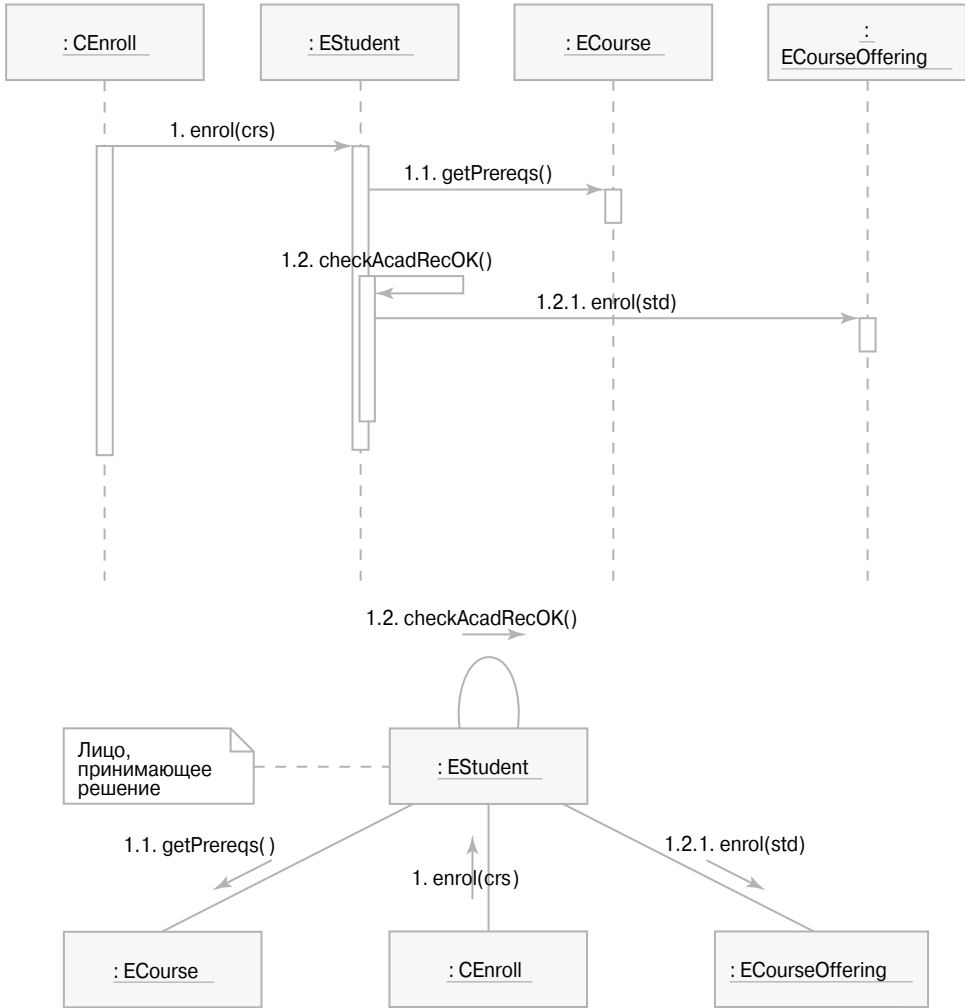 : CEnroll
: EStudent
: ECourse
:
ECourseOffering
1. enrol(crs)
1.1. getPrereqs()
1.2. checkAcadRecOK()
1.2.1. enrol(std)
1.2. checkAcadRecOK()
Лицо,
принимающее
решение
: EStudent
1.1. getPrereqs()
1. enrol(crs)
1.2.1. enrol(std)
: ECourse
: CEnroll
: ECourseOffering